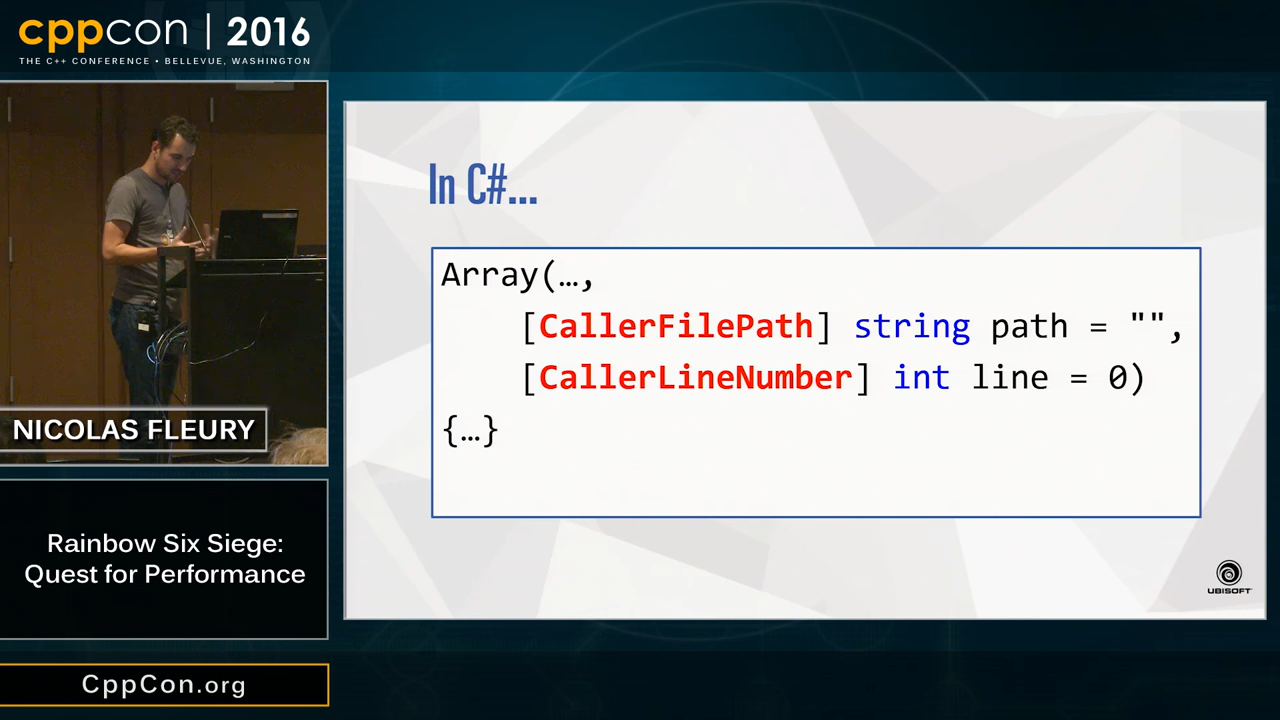 cppcon | 2016
THE C++ CONFERENCE • BELLEVUE, WASHINGTON
NICOLAS FLEURY
Rainbow Six Siege:
Quest for Performance
CppCon.org
In C#...
Array(…,
[CallerFilePath] string path = "",
[CallerLineNumber] int line = 0)
{…}
UBISOFT